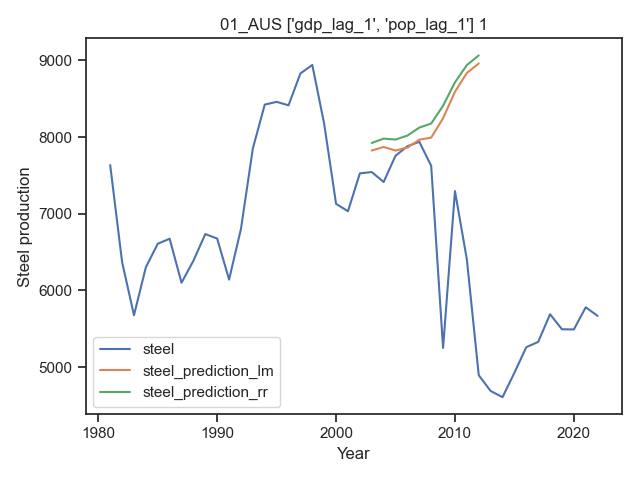 01_AUS ['gdp_lag_1', 'pop_lag_1'] 1
Steel production
9000
8000
7000
6000
5000
steel
steel_prediction_lm
steel_prediction_rr
1980 1990 2000 2010 2020
Year